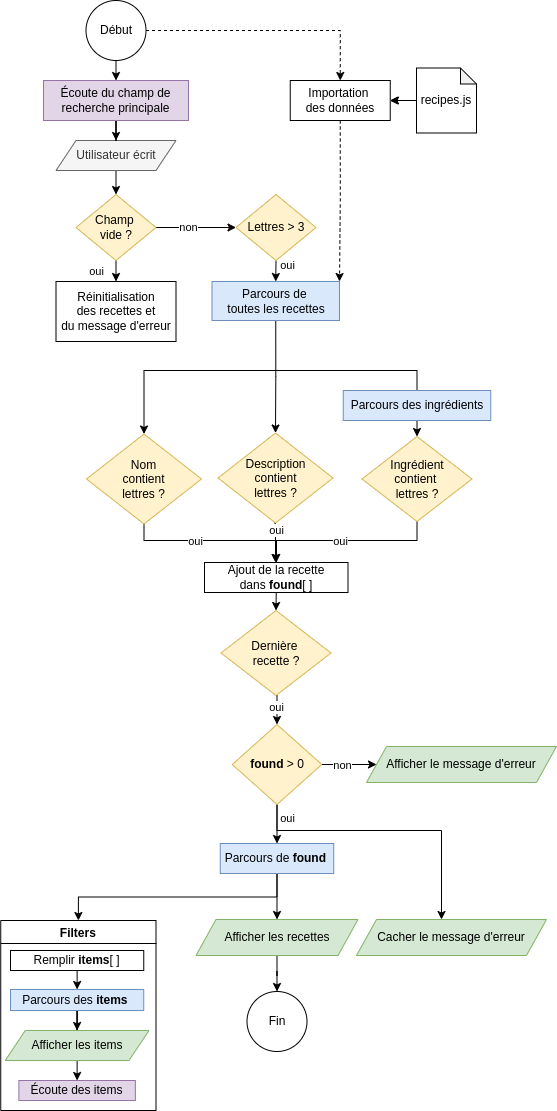 Début
Écoute du champ de
recherche principale
Importation
des données
recipes.js
Utilisateur écrit
Champ
vide ?
non
Lettres > 3
oui
oui
Réinitialisation
des recettes et
du message d'erreur
Parcours de
toutes les recettes
Parcours des ingrédients
Nom
contient
lettres ?
Description
contient
lettres ?
Ingrédient
contient
lettres ?
oui
oui
oui
Ajout de la recette
dans found[ ]
Dernière
recette ?
oui
found > 0
non
Afficher le message d'erreur
oui
Parcours de found
Filters
Afficher les recettes
Cacher le message d'erreur
Remplir items[ ]
Parcours des items
Afficher les items
Écoute des items
Fin